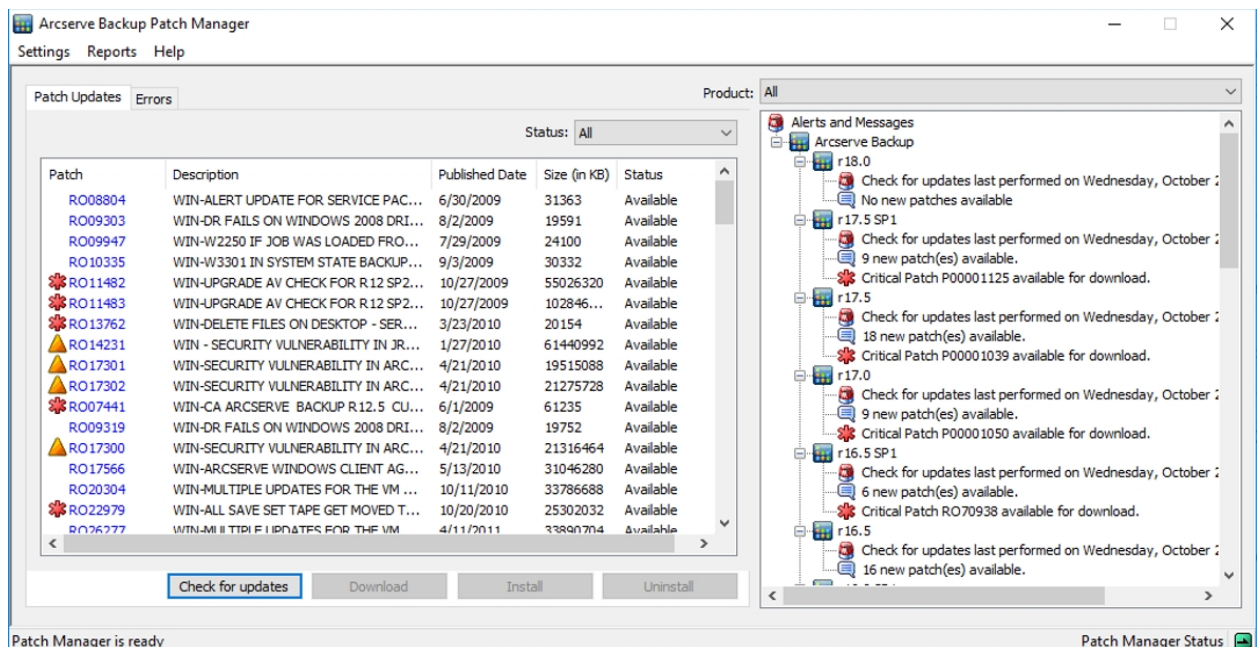 Arcserve Backup Patch Manager
Settings Reports Help
Patch Updates Errors
Product: All
Status: All
Patch Description Published Date Size (in KB) Status
RO08804 WIN-ALERT UPDATE FOR SERVICE PAC... 6/30/2009 31363 Available
RO09303 WIN-DR FAILS ON WINDOWS 2008 DRI... 8/2/2009 19591 Available
RO09947 WIN-W2250 IF JOB WAS LOADED FRO... 7/29/2009 24100 Available
RO10335 WIN-W3301 IN SYSTEM STATE BACKUP... 9/3/2009 30332 Available
RO11482 WIN-UPGRADE AV CHECK FOR R12 SP2... 10/27/2009 55026320 Available
RO11483 WIN-UPGRADE AV CHECK FOR R12 SP2... 10/27/2009 102846... Available
RO13762 WIN-DELETE FILES ON DESKTOP - SER... 3/23/2010 20154 Available
RO14231 WIN - SECURITY VULNERABILITY IN JR... 1/27/2010 61440992 Available
RO17301 WIN-SECURITY VULNERABILITY IN ARC... 4/21/2010 19515088 Available
RO17302 WIN-SECURITY VULNERABILITY IN ARC... 4/21/2010 21275728 Available
RO07441 WIN-CA ARCSERVE BACKUP R12.5 CU... 6/1/2009 61235 Available
RO09319 WIN-DR FAILS ON WINDOWS 2008 DRI... 8/2/2009 19752 Available
RO17300 WIN-SECURITY VULNERABILITY IN ARC... 4/21/2010 21316464 Available
RO17566 WIN-ARCSERVE WINDOWS CLIENT AG... 5/13/2010 31046280 Available
RO20304 WIN-MULTIPLE UPDATES FOR THE VM ... 10/11/2010 33786688 Available
RO22979 WIN-ALL SAVE SET TAPE GET MOVED T... 10/20/2010 25302032 Available
RO26277 WIN-MULTIPLE UPDATES FOR THE VM 4/11/2011 33890704 Available
Check for updates Download Install Uninstall
Alerts and Messages
Arcserve Backup
r18.0
Check for updates last performed on Wednesday, October 2
No new patches available
r17.5 SP1
Check for updates last performed on Wednesday, October 2
9 new patch(es) available.
Critical Patch P00001125 available for download.
r17.5
Check for updates last performed on Wednesday, October 2
18 new patch(es) available.
Critical Patch P00001039 available for download.
r17.0
Check for updates last performed on Wednesday, October 2
9 new patch(es) available.
Critical Patch P00001050 available for download.
r16.5 SP1
Check for updates last performed on Wednesday, October 2
6 new patch(es) available.
Critical Patch RO70938 available for download.
r16.5
Check for updates last performed on Wednesday, October 2
16 new patch(es) available.
Patch Manager is ready
Patch Manager Status